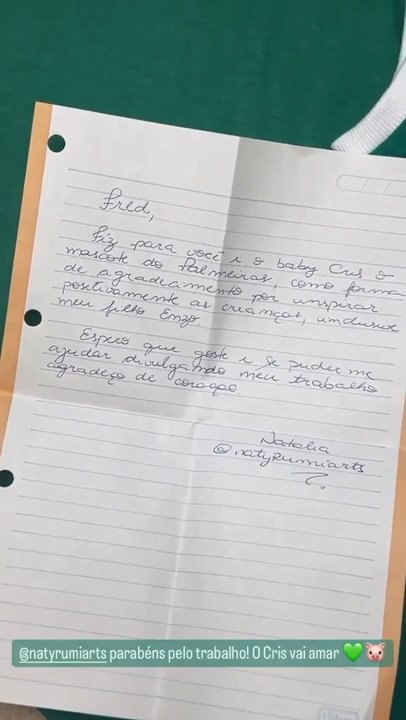 Fred,
Fiz para você e o baby Cris o
mascote do Palmeiras, como forma
de agradecimento por inspirar
positivamente as crianças, inclusive
meu filho Enzo.
Espero que goste e se puder me
ajudar divulgando meu trabalho
agradeço de coração.
Natalia
@natyrumiarts
@natyrumiarts parabéns pelo trabalho! O Cris vai amar 💚🐷